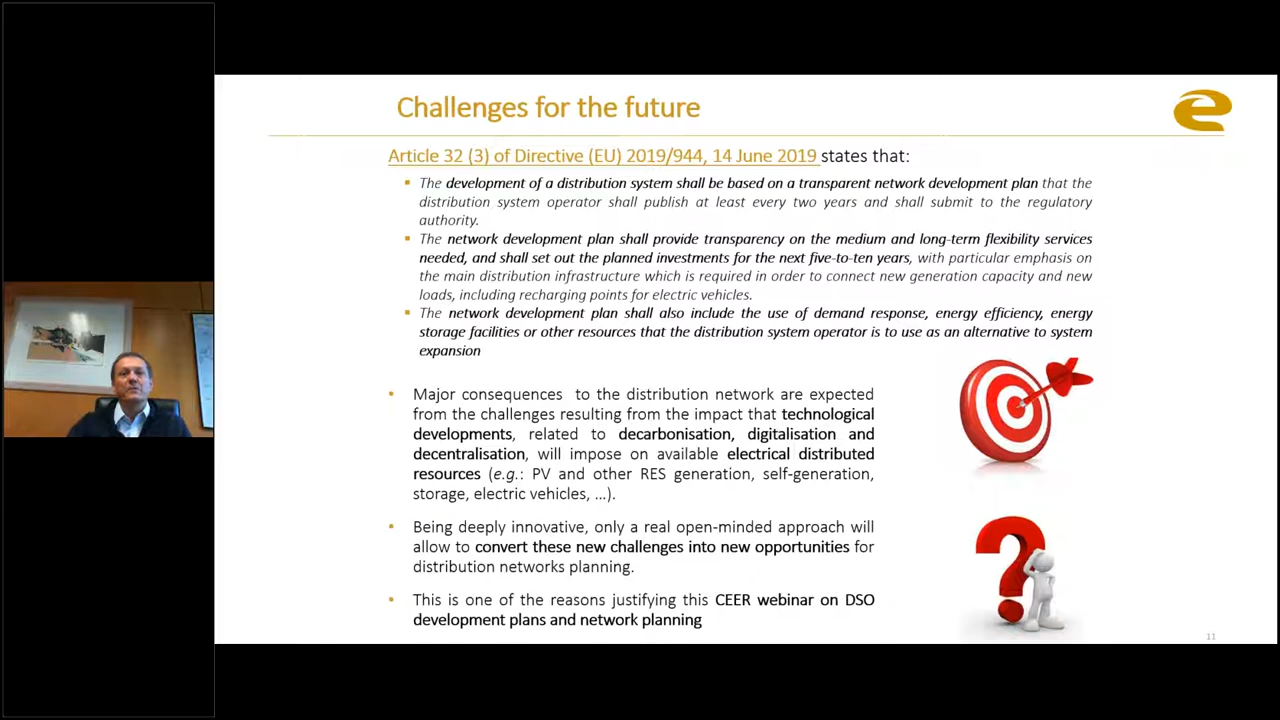 Challenges for the future
Article 32 (3) of Directive (EU) 2019/944, 14 June 2019 states that:
▪ The development of a distribution system shall be based on a transparent network development plan that the
distribution system operator shall publish at least every two years and shall submit to the regulatory
authority.
▪ The network development plan shall provide transparency on the medium and long-term flexibility services
needed, and shall set out the planned investments for the next five-to-ten years, with particular emphasis on
the main distribution infrastructure which is required in order to connect new generation capacity and new
loads, including recharging points for electric vehicles.
▪ The network development plan shall also include the use of demand response, energy efficiency, energy
storage facilities or other resources that the distribution system operator is to use as an alternative to system
expansion
• Major consequences to the distribution network are expected
from the challenges resulting from the impact that technological
developments, related to decarbonisation, digitalisation and
decentralisation, will impose on available electrical distributed
resources (e.g.: PV and other RES generation, self-generation,
storage, electric vehicles, ...).
• Being deeply innovative, only a real open-minded approach will
allow to convert these new challenges into new opportunities for
distribution networks planning.
• This is one of the reasons justifying this CEER webinar on DSO
development plans and network planning
11